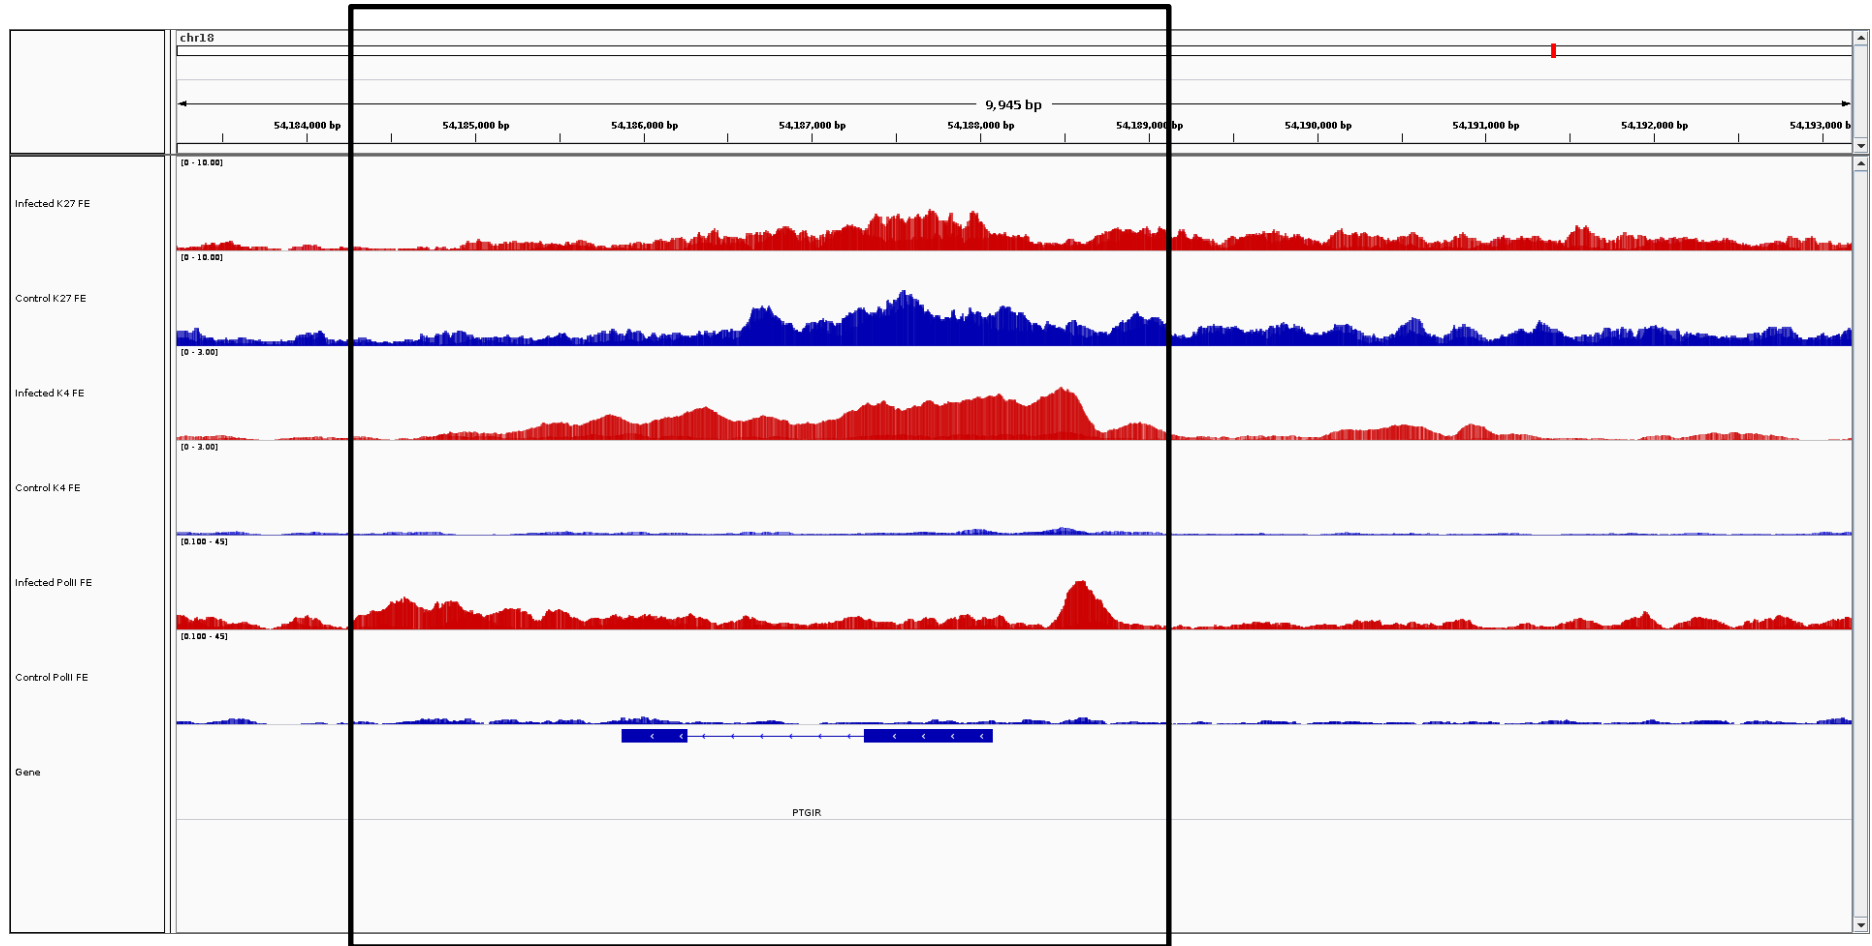 chr18
9,945 bp
54,184,000 bp 54,185,000 bp 54,186,000 bp 54,187,000 bp 54,188,000 bp 54,189,000 bp 54,190,000 bp 54,191,000 bp 54,192,000 bp 54,193,000 b
[0 - 10.00]
Infected K27 FE
[0 - 10.00]
Control K27 FE
[0 - 3.00]
Infected K4 FE
[0 - 3.00]
Control K4 FE
[0.100 - 45]
Infected PolII FE
[0.100 - 45]
Control PolII FE
Gene
PTGIR